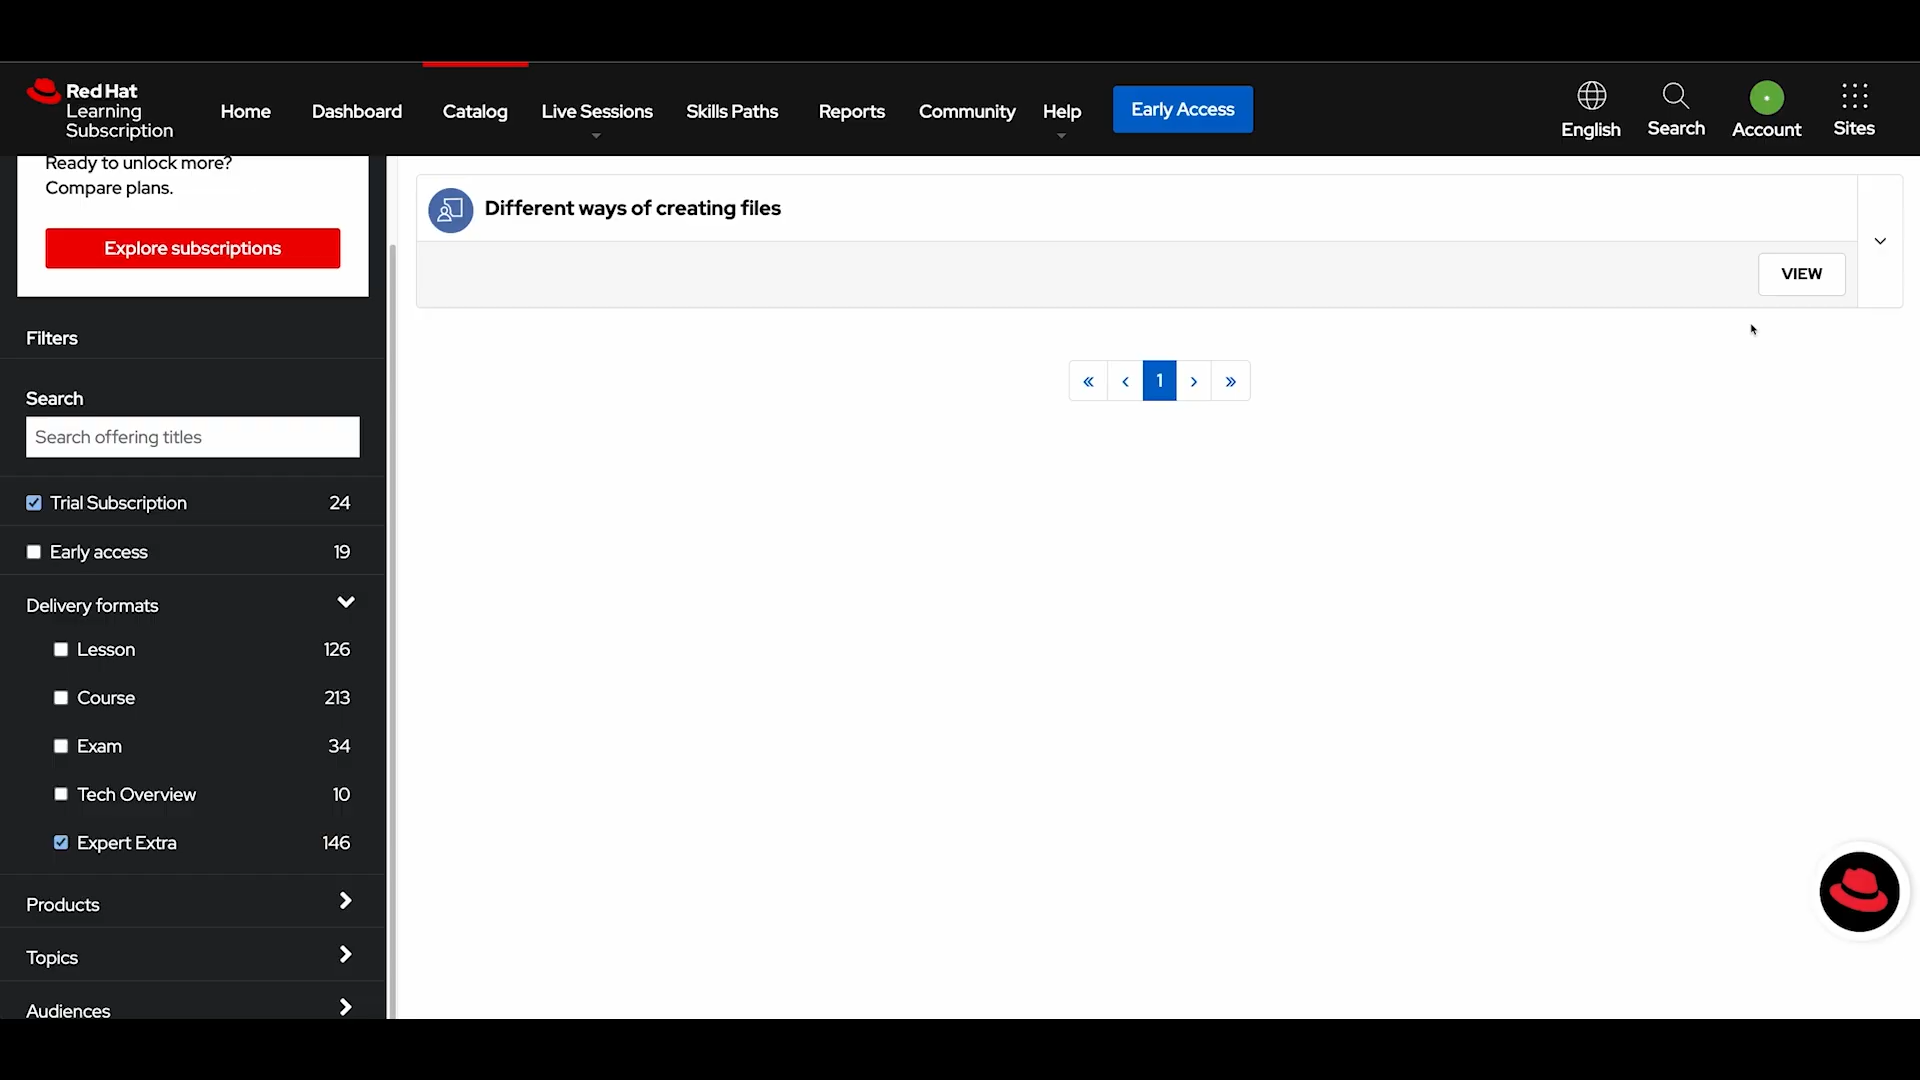 Red Hat
Learning
Subscription
Home
Dashboard
Catalog
Live Sessions
Skills Paths
Reports
Community
Help
Early Access
English
Search
Account
Sites
Ready to unlock more?
Compare plans.
Explore subscriptions
Filters
Search
Search offering titles
Trial Subscription 24
Early access 19
Delivery formats
Lesson 126
Course 213
Exam 34
Tech Overview 10
Expert Extra 146
Products
Topics
Audiences
Different ways of creating files
VIEW
« ‹ 1 › »